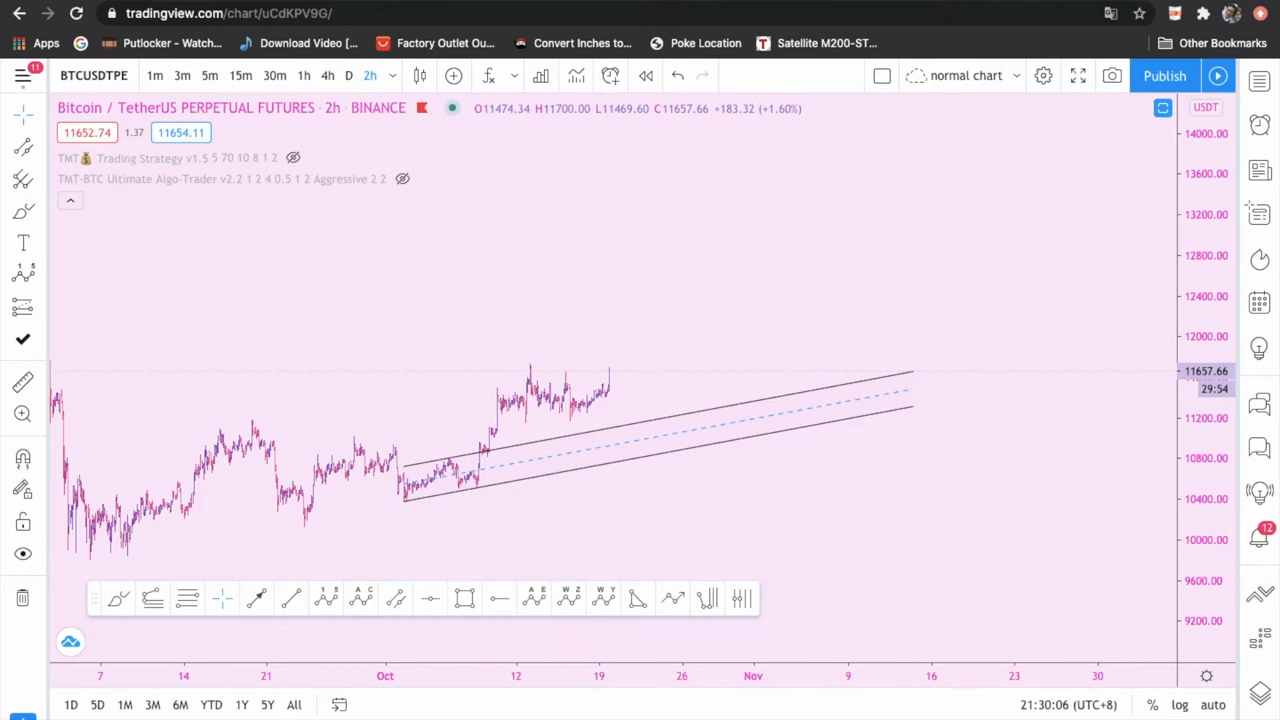 tradingview.com/chart/uCdKPV9G/
Apps
Putlocker - Watch...
Download Video [...
Factory Outlet Ou...
Convert Inches to...
Poke Location
Satellite M200-ST...
Other Bookmarks
11
BTCUSDTPE 1m 3m 5m 15m 30m 1h 4h D 2h
normal chart
Publish
Bitcoin / TetherUS PERPETUAL FUTURES · 2h · BINANCE O11474.34 H11700.00 L11469.60 C11657.66 +183.32 (+1.60%)
USDT
11652.74 1.37 11654.11
TMT💰 Trading Strategy v1.5 5 70 10 8 1 2
TMT-BTC Ultimate Algo-Trader v2.2 1 2 4 0.5 1 2 Aggressive 2 2
14000.00
13600.00
13200.00
12800.00
12400.00
12000.00
11657.66
29:54
11200.00
10800.00
10400.00
10000.00
9600.00
9200.00
12
7 14 21 Oct 12 19 26 Nov 9 16 23 30
1D 5D 1M 3M 6M YTD 1Y 5Y All
21:30:06 (UTC+8) % log auto